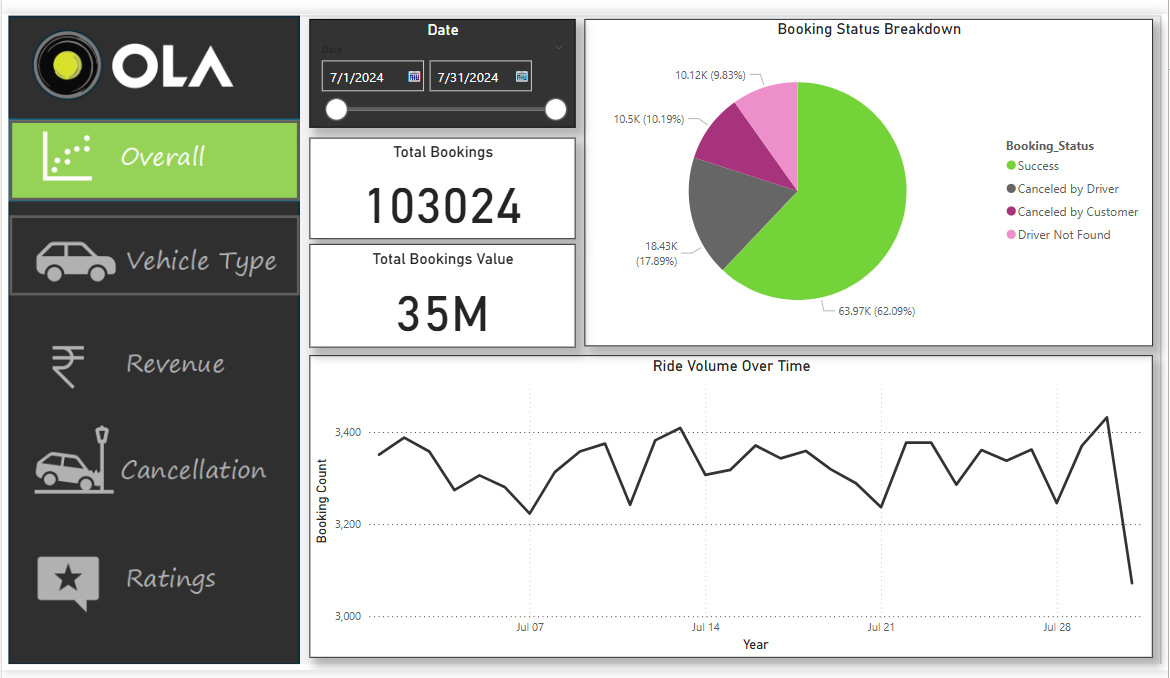 OLA
Overall
Vehicle Type
Revenue
Cancellation
Ratings
Date
Date
7/1/2024
7/31/2024
Total Bookings
103024
Total Bookings Value
35M
Booking Status Breakdown
10.12K (9.83%)
10.5K (10.19%)
18.43K
(17.89%)
63.97K (62.09%)
Booking_Status
Success
Canceled by Driver
Canceled by Customer
Driver Not Found
Ride Volume Over Time
Booking Count
3,400
3,200
3,000
Jul 07
Jul 14
Jul 21
Jul 28
Year